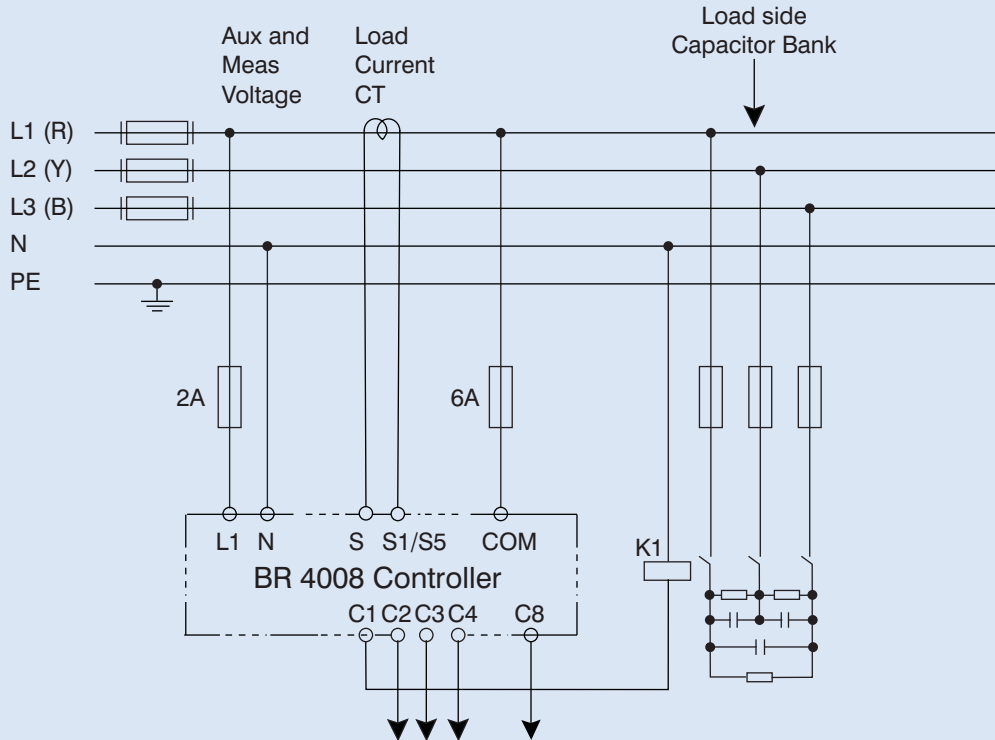 Load side
Capacitor Bank
Aux and
Meas
Voltage
Load
Current
CT
L1 (R)
L2 (Y)
L3 (B)
N
PE
2A
6A
L1 N S S1/S5 COM
K1
BR 4008 Controller
C1 C2 C3 C4 C8